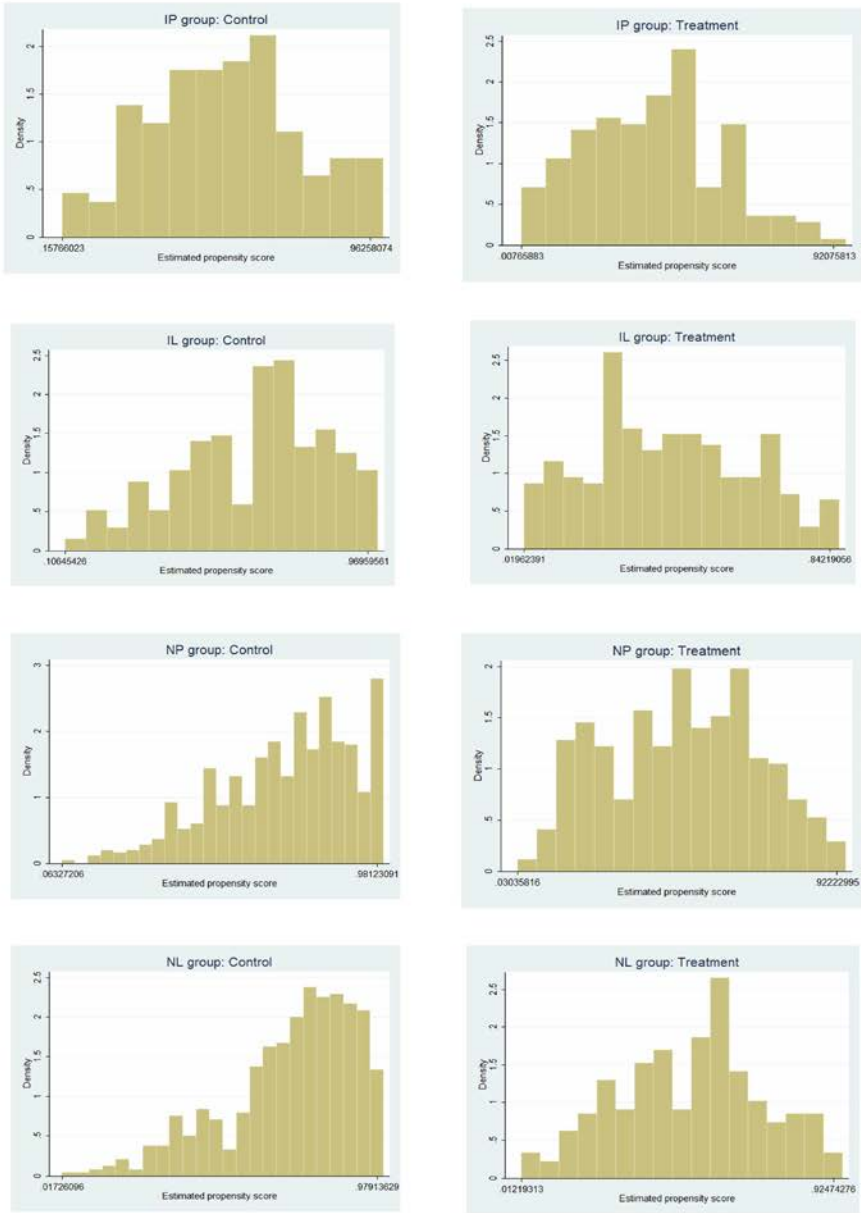 IP group: Control
Density
0
.5
1
1.5
2
15766023
96258074
Estimated propensity score
IP group: Treatment
Density
0
.5
1
1.5
2
2.5
00765883
92075813
Estimated propensity score
IL group: Control
Density
0
.5
1
1.5
2
2.5
.10645426
.96959561
Estimated propensity score
IL group: Treatment
Density
0
.5
1
1.5
2
2.5
.01962391
.84219056
Estimated propensity score
NP group: Control
Density
0
1
2
3
.06327206
.98123091
Estimated propensity score
NP group: Treatment
Density
0
.5
1
1.5
2
.03035816
.92222995
Estimated propensity score
NL group: Control
Density
0
.5
1
1.5
2
2.5
.01726096
.97913629
Estimated propensity score
NL group: Treatment
Density
0
.5
1
1.5
2
2.5
.01219313
.92474276
Estimated propensity score